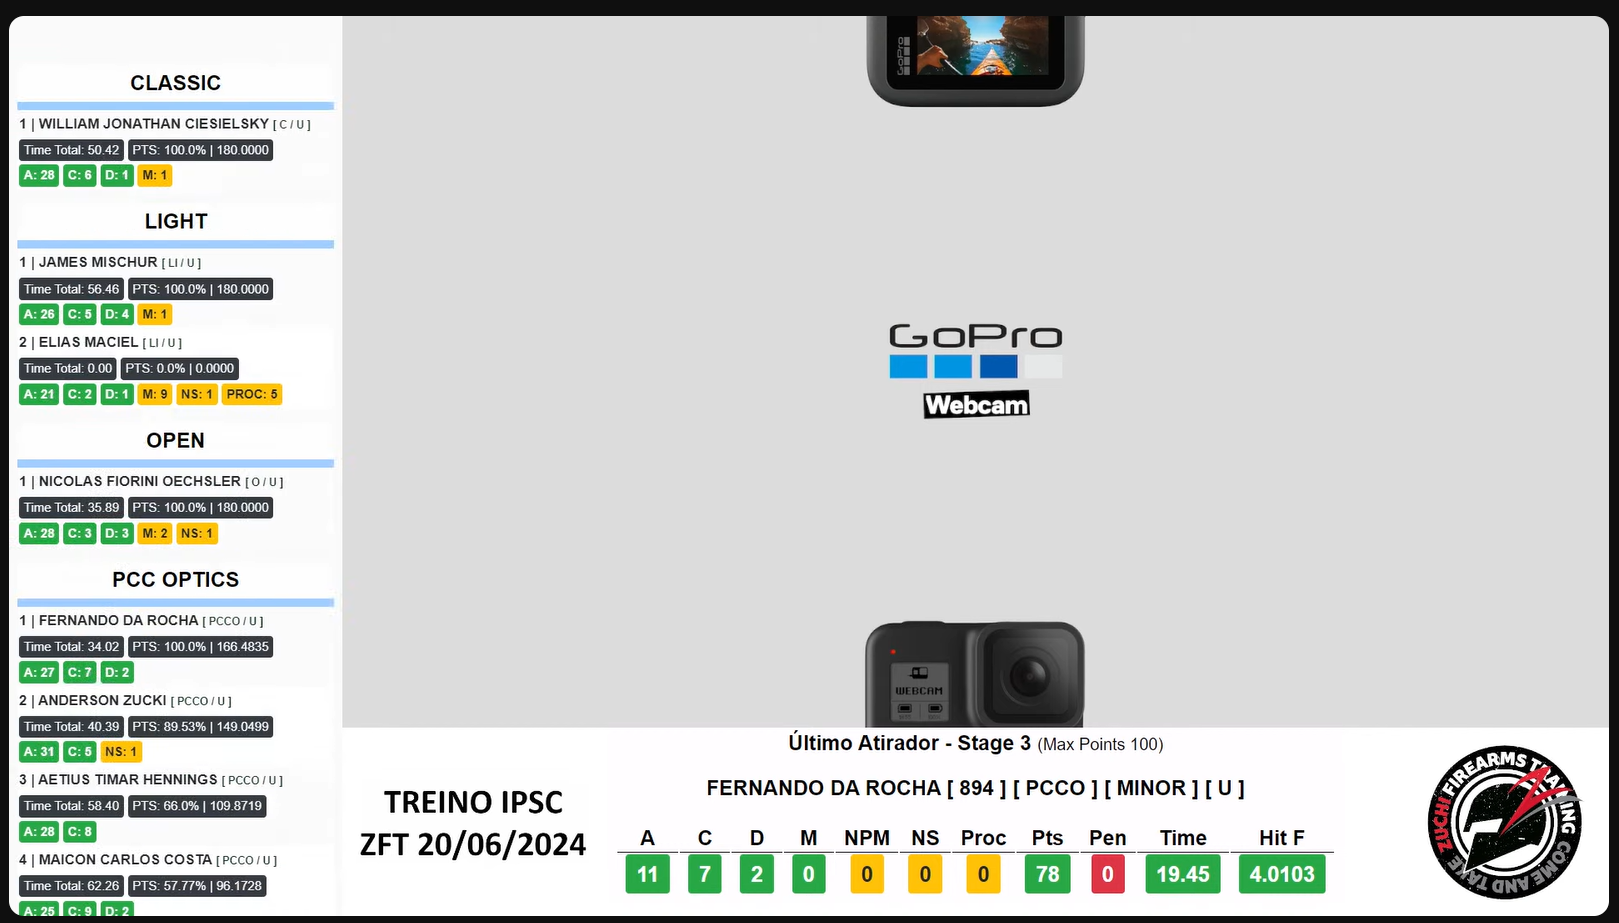 CLASSIC
1 | WILLIAM JONATHAN CIESIELSKY [ C / U ]
Time Total: 50.42 PTS: 100.0% | 180.0000
A: 28 C: 6 D: 1 M: 1
LIGHT
1 | JAMES MISCHUR [ LI / U ]
Time Total: 56.46 PTS: 100.0% | 180.0000
A: 26 C: 5 D: 4 M: 1
2 | ELIAS MACIEL [ LI / U ]
Time Total: 0.00 PTS: 0.0% | 0.0000
A: 21 C: 2 D: 1 M: 9 NS: 1 PROC: 5
OPEN
1 | NICOLAS FIORINI OECHSLER [ O / U ]
Time Total: 35.89 PTS: 100.0% | 180.0000
A: 28 C: 3 D: 3 M: 2 NS: 1
PCC OPTICS
1 | FERNANDO DA ROCHA [ PCCO / U ]
Time Total: 34.02 PTS: 100.0% | 166.4835
A: 27 C: 7 D: 2
2 | ANDERSON ZUCKI [ PCCO / U ]
Time Total: 40.39 PTS: 89.53% | 149.0499
A: 31 C: 5 NS: 1
3 | AETIUS TIMAR HENNINGS [ PCCO / U ]
Time Total: 58.40 PTS: 66.0% | 109.8719
A: 28 C: 8
4 | MAICON CARLOS COSTA [ PCCO / U ]
Time Total: 62.26 PTS: 57.77% | 96.1728
A: 25 C: 9 D: 2
GoPro
GoPro
Webcam
WEBCAM
TREINO IPSC
ZFT 20/06/2024
Último Atirador - Stage 3 (Max Points 100)
FERNANDO DA ROCHA [ 894 ] [ PCCO ] [ MINOR ] [ U ]
A C D M NPM NS Proc Pts Pen Time Hit F
11 7 2 0 0 0 0 78 0 19.45 4.0103
ZUCHI FIREARMS TRAINING
COME AND TAKE